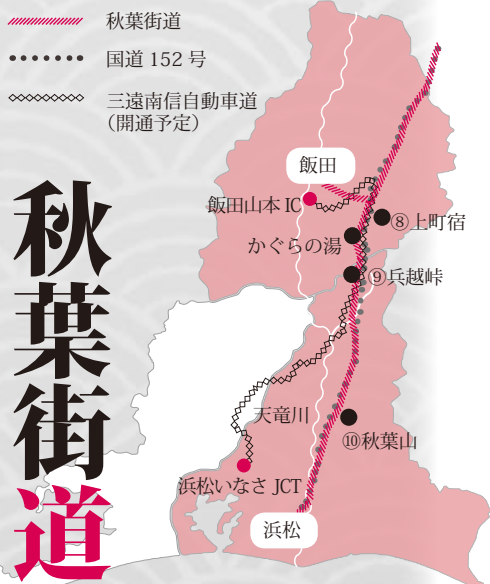 秋葉街道
国道 152 号
三遠南信自動車道
（開通予定）
飯田
飯田山本 IC
⑧上町宿
かぐらの湯
⑨兵越峠
天竜川
⑩秋葉山
浜松いなさ JCT
浜松
秋葉街道